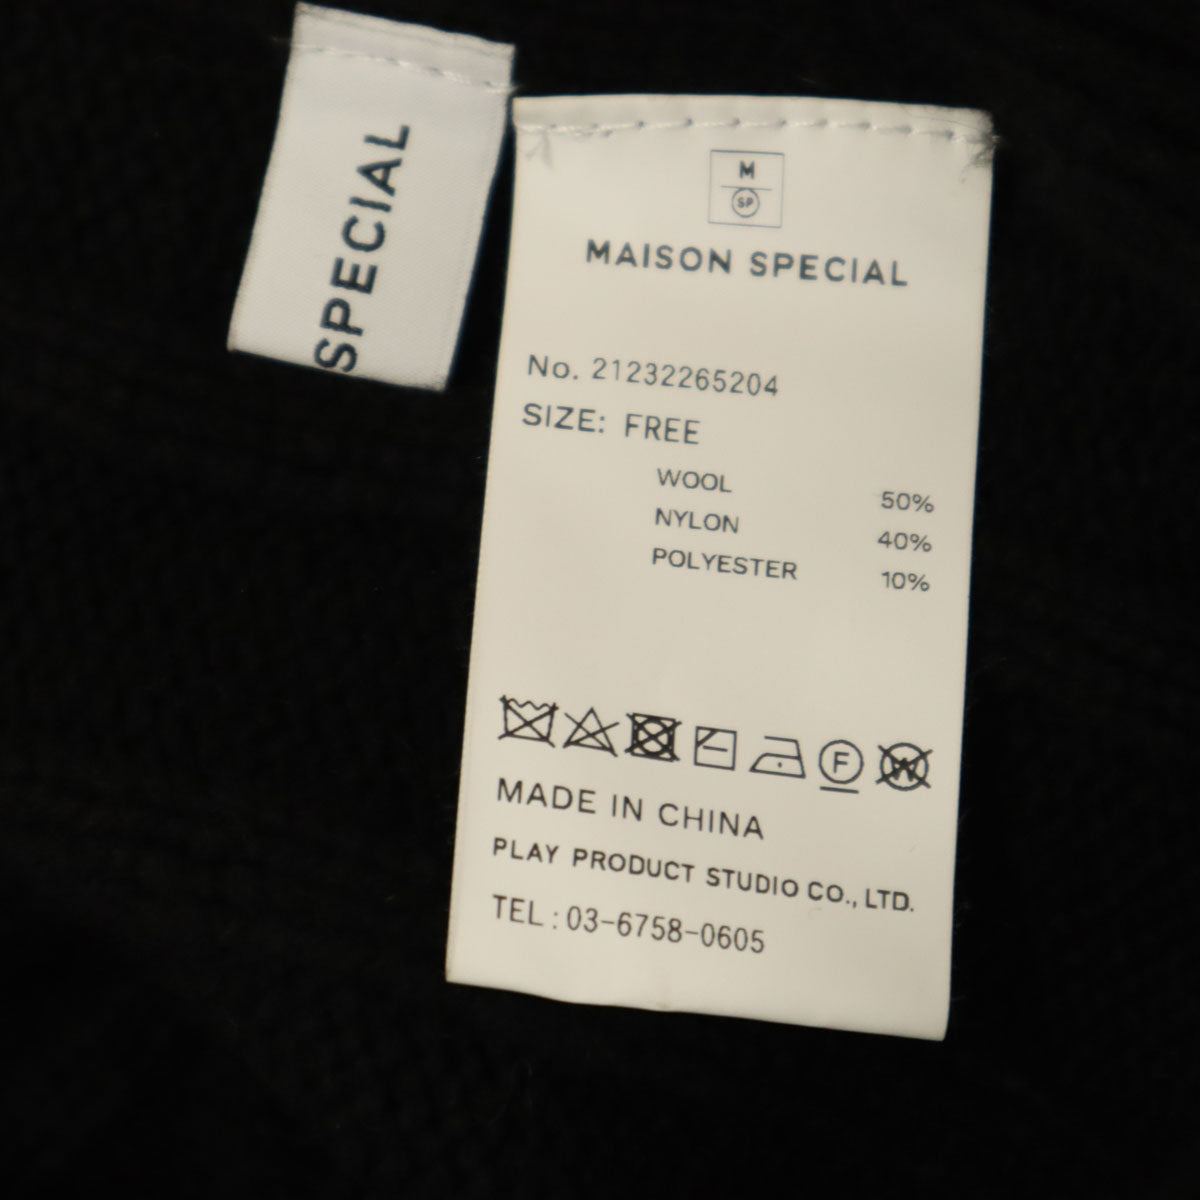 SPECIAL
M
SP
MAISON SPECIAL
No. 21232265204
SIZE: FREE
WOOL 50%
NYLON 40%
POLYESTER 10%
F
W
MADE IN CHINA
PLAY PRODUCT STUDIO CO., LTD.
TEL : 03-6758-0605